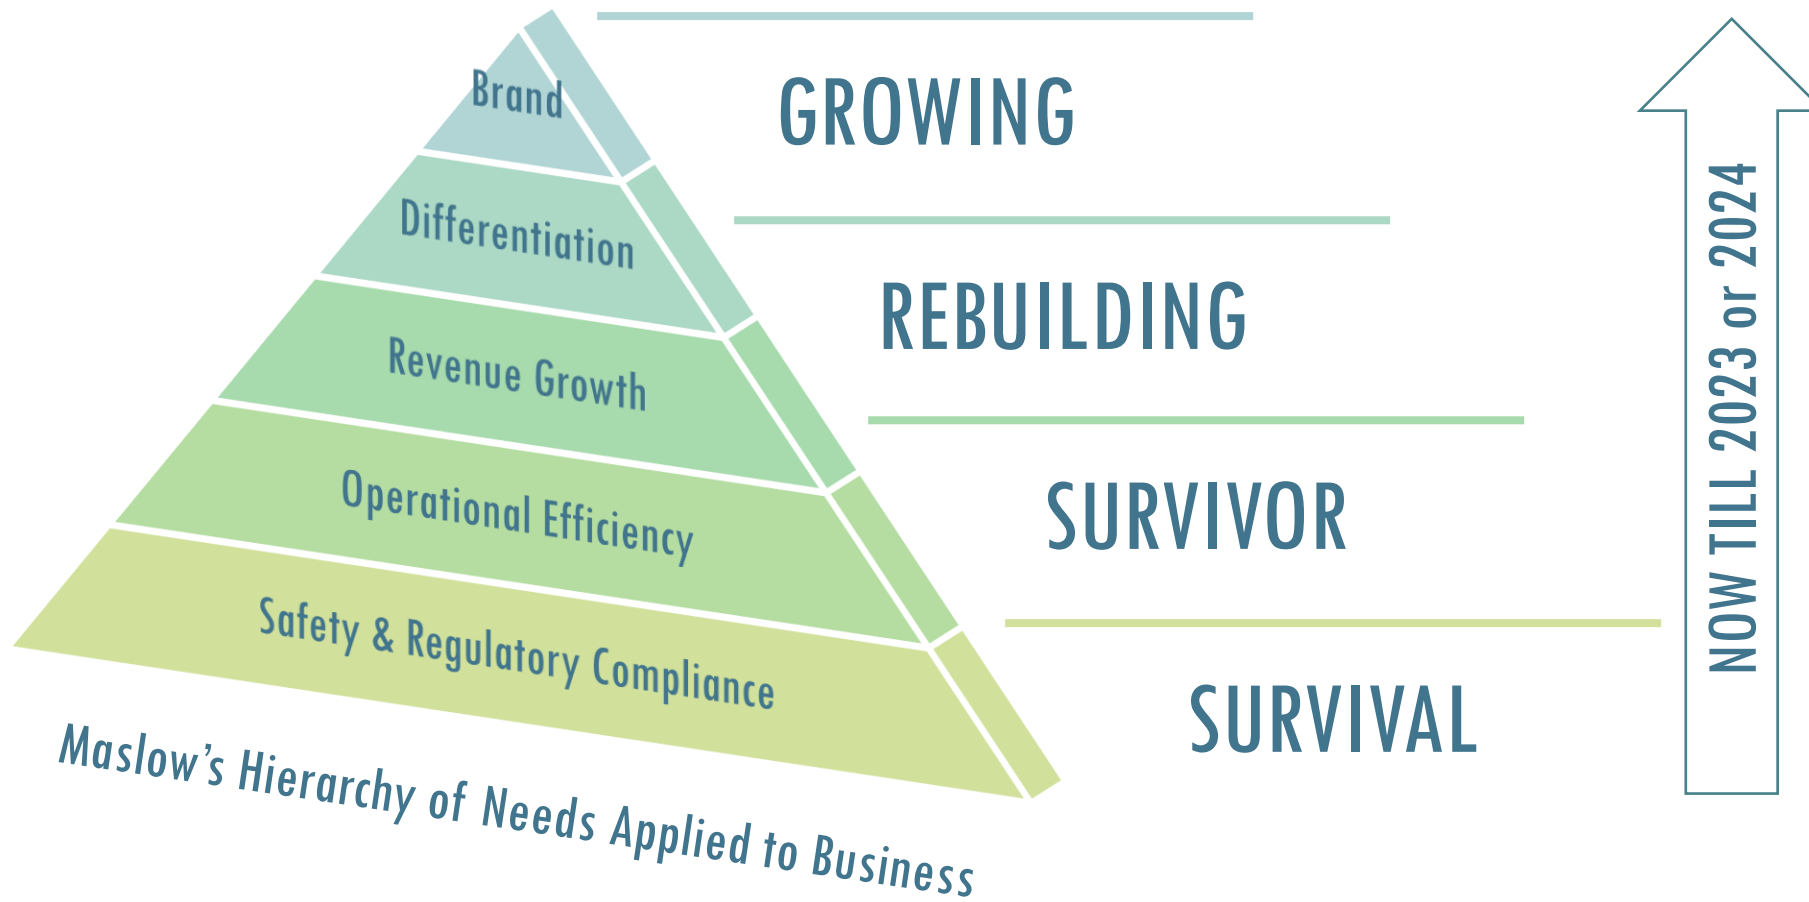 Brand
Differentiation
Revenue Growth
Operational Efficiency
Safety & Regulatory Compliance
Maslow’s Hierarchy of Needs Applied to Business
GROWING
REBUILDING
SURVIVOR
SURVIVAL
NOW TILL 2023 or 2024